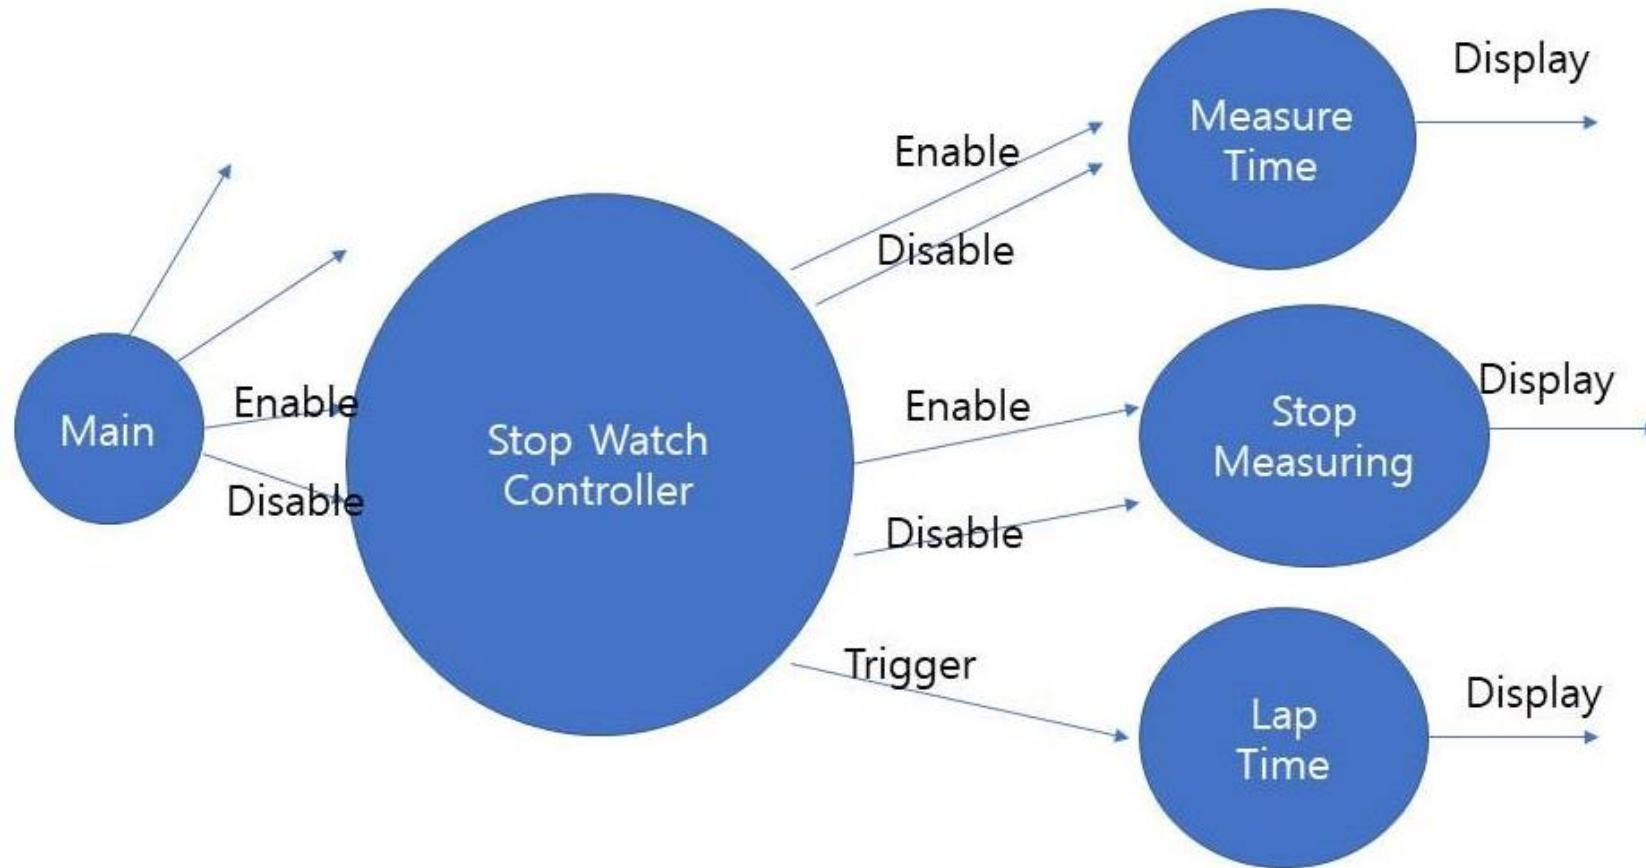 Main
Enable
Disable
Stop Watch
Controller
Enable
Disable
Enable
Disable
Trigger
Measure
Time
Display
Stop
Measuring
Display
Lap
Time
Display